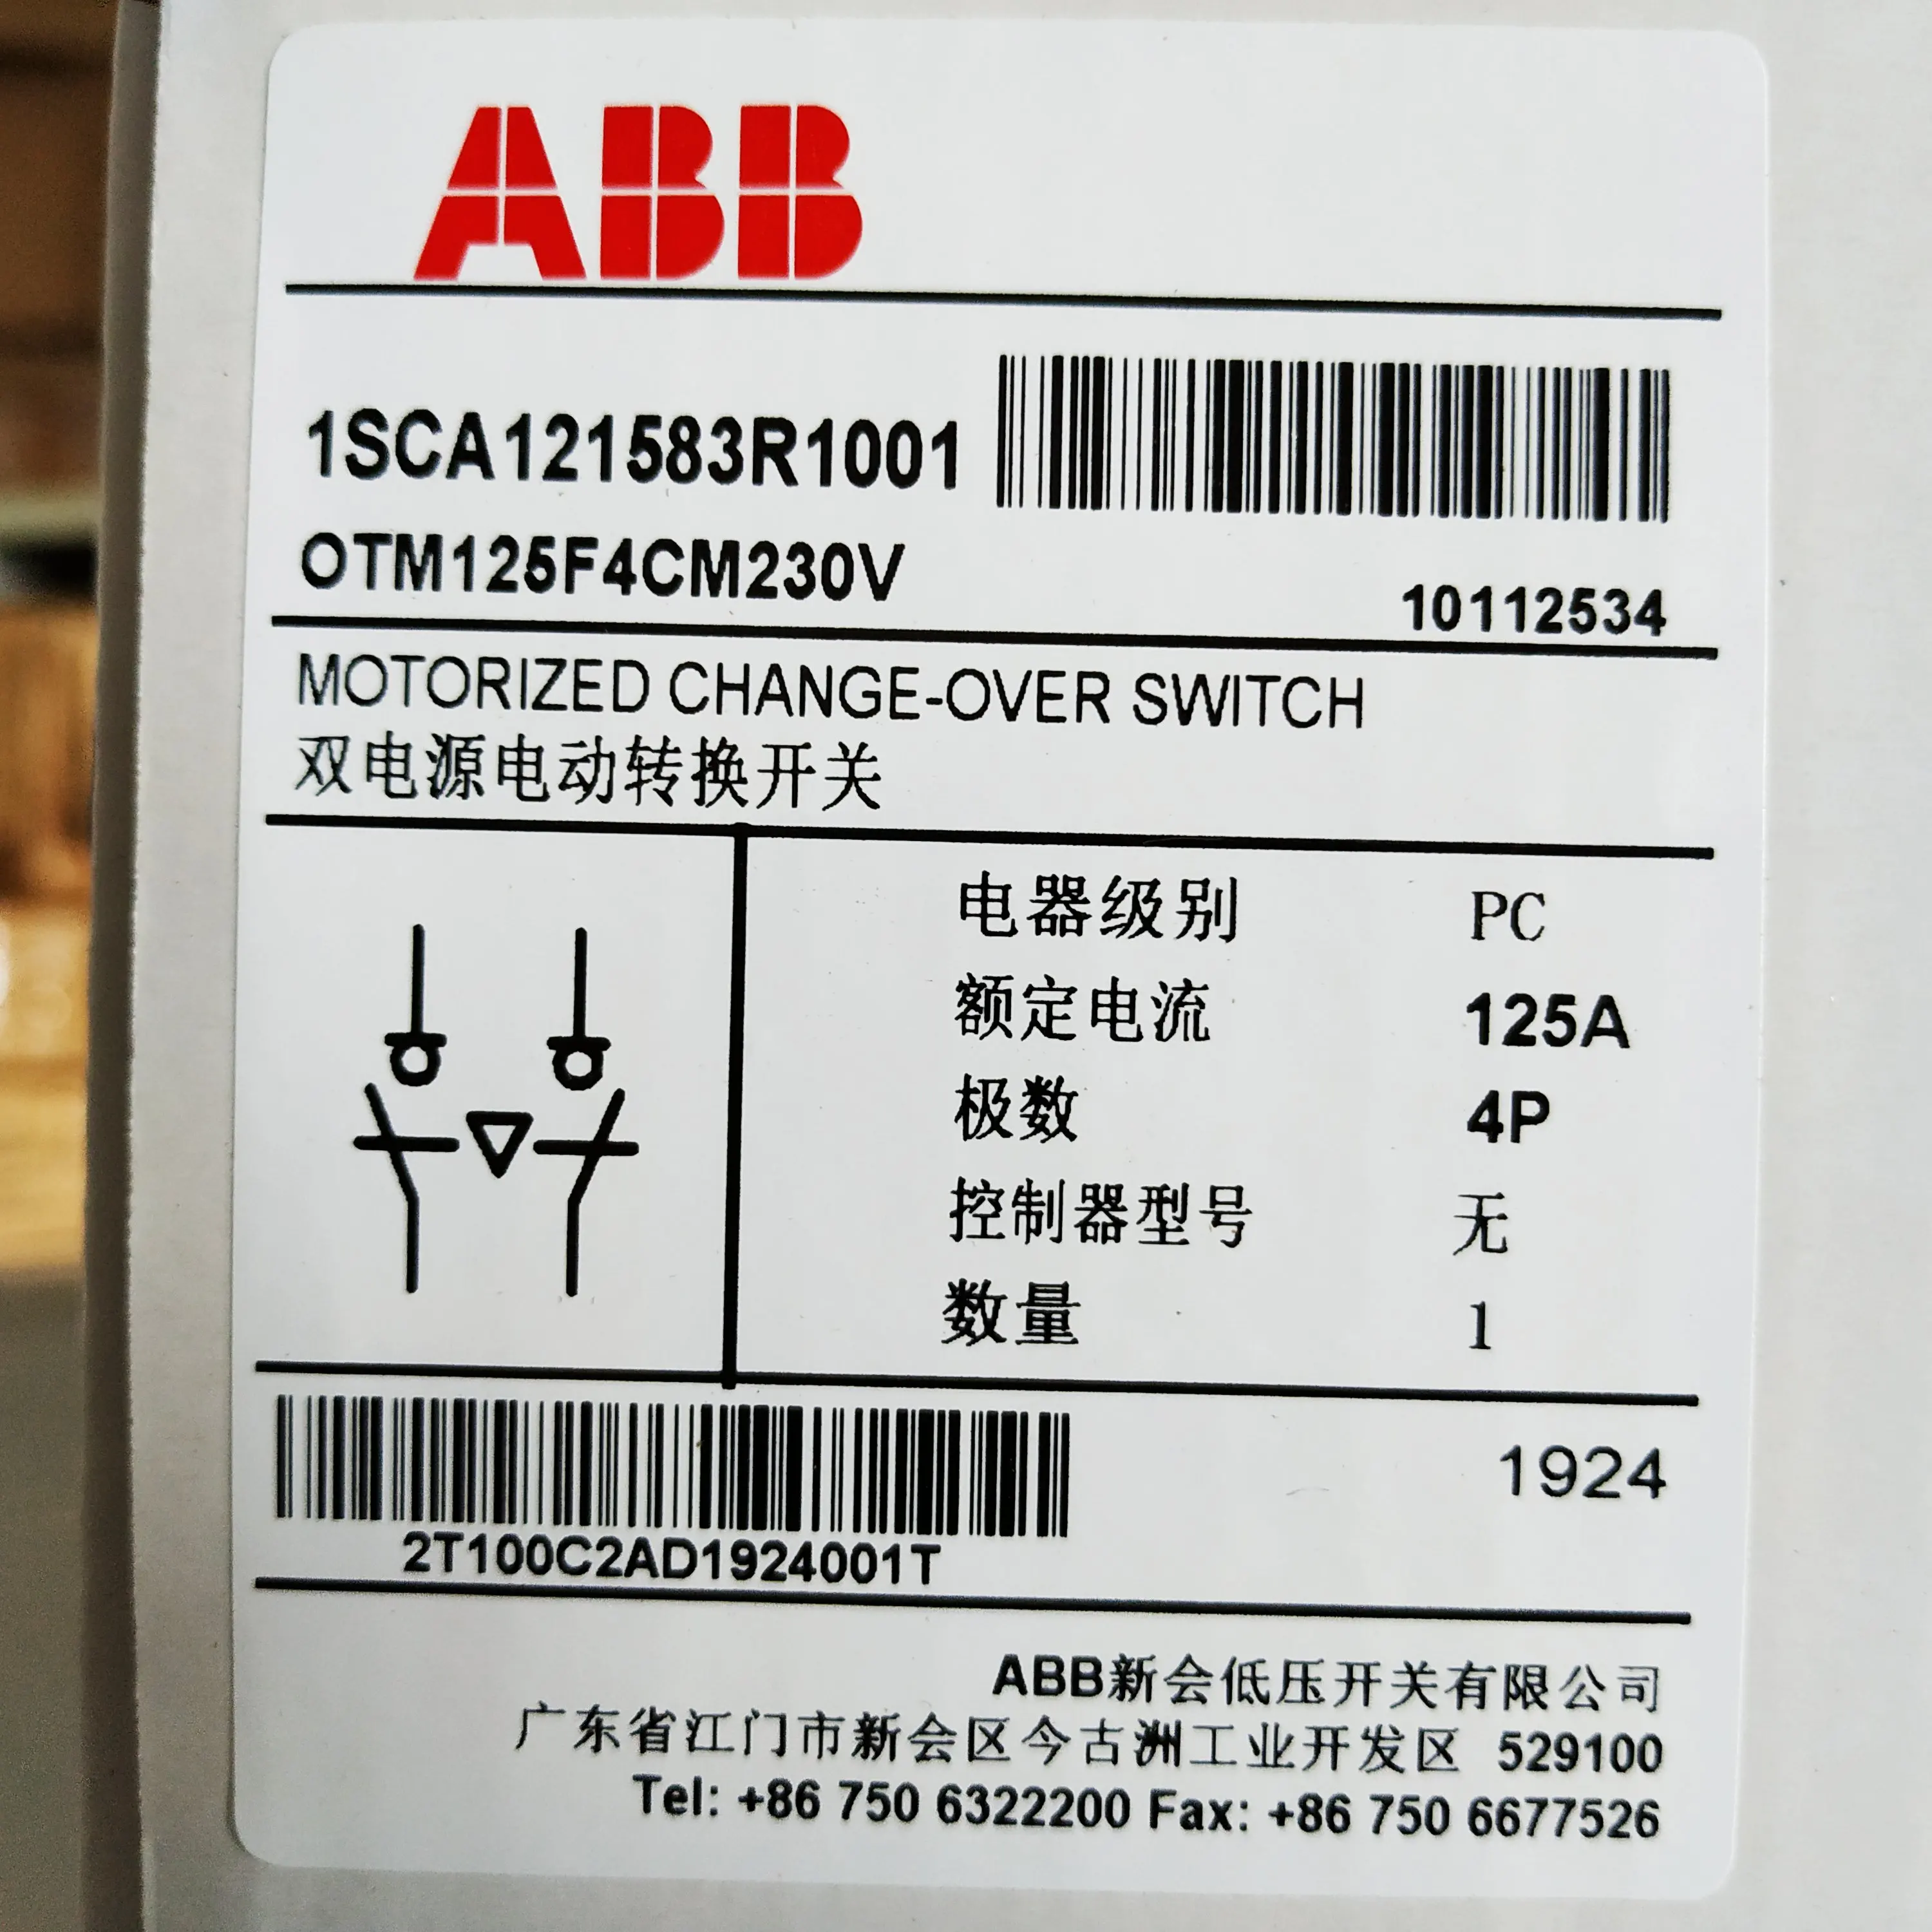 ABB
1SCA121583R1001
OTM125F4CM230V
10112534
MOTORIZED CHANGE-OVER SWITCH
双电源电动转换开关
电器级别 PC
额定电流 125A
极数 4P
控制器型号 无
数量 1
1924
2T100C2AD1924001T
ABB新会低压开关有限公司
广东省江门市新会区今古洲工业开发区 529100
Tel: +86 750 6322200 Fax: +86 750 6677526